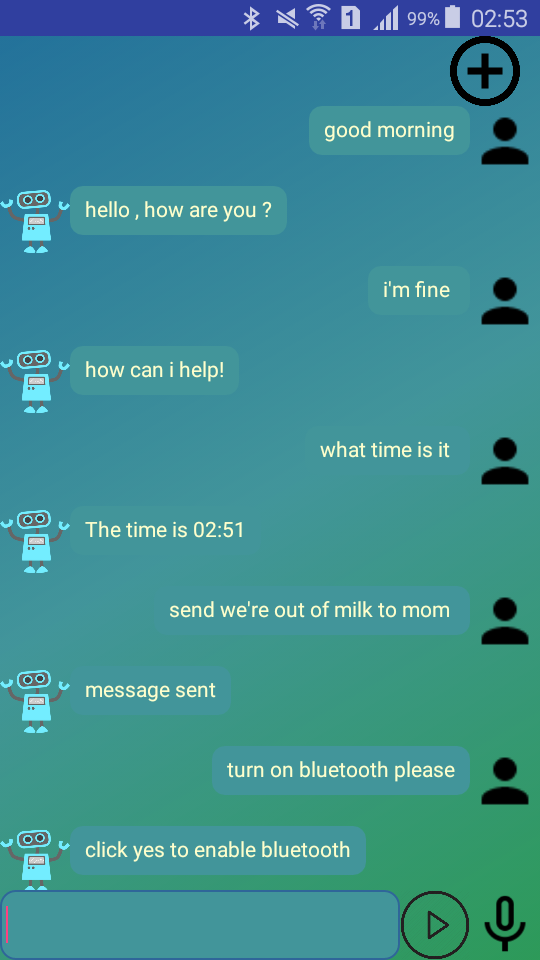 1 99% 02:53
good morning
hello , how are you ?
i'm fine
how can i help!
what time is it
The time is 02:51
send we're out of milk to mom
message sent
turn on bluetooth please
click yes to enable bluetooth